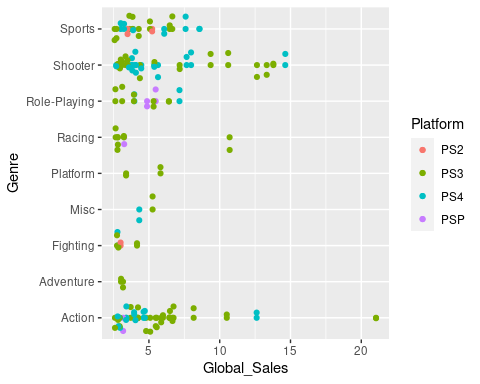 Sports
Shooter
Role-Playing
Racing
Platform
Misc
Fighting
Adventure
Action
Genre
5
10
15
20
Global_Sales
Platform
PS2
PS3
PS4
PSP